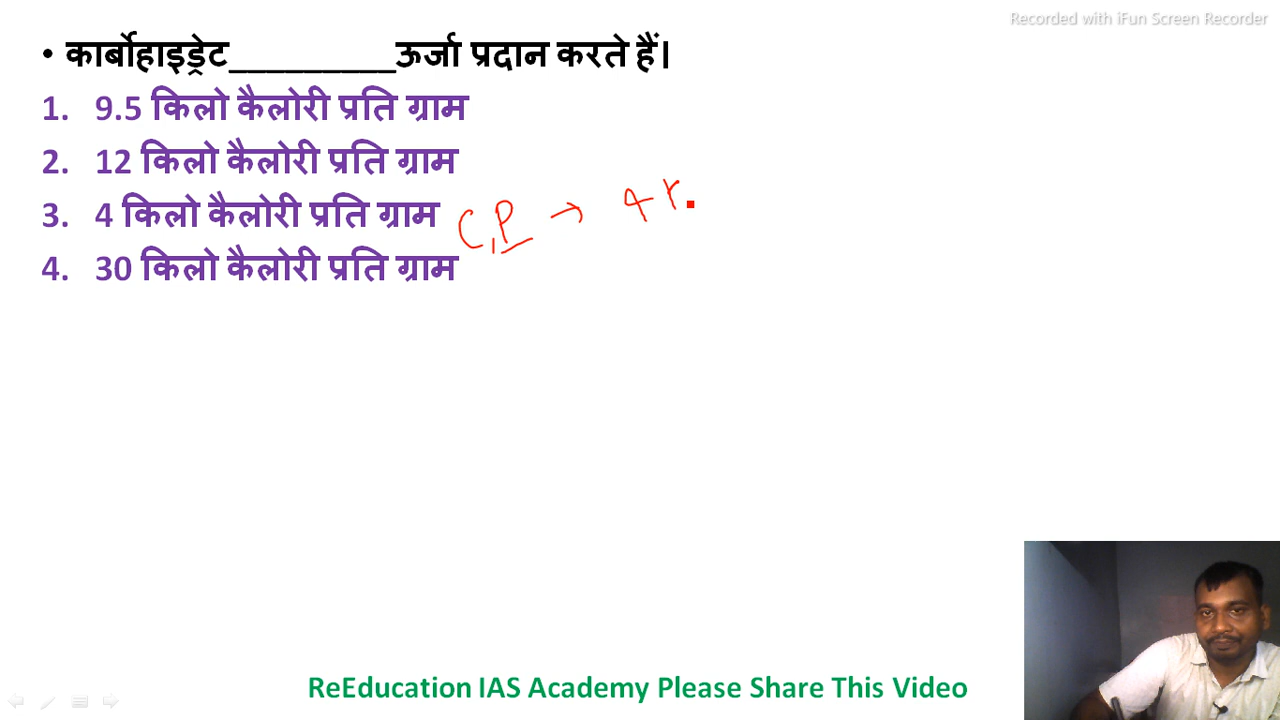 Recorded with iFun Screen Recorder
• कार्बोहाइड्रेट_________ऊर्जा प्रदान करते हैं।
1. 9.5 किलो कैलोरी प्रति ग्राम
2. 12 किलो कैलोरी प्रति ग्राम
3. 4 किलो कैलोरी प्रति ग्राम C, P → 4
4. 30 किलो कैलोरी प्रति ग्राम
ReEducation IAS Academy Please Share This Video